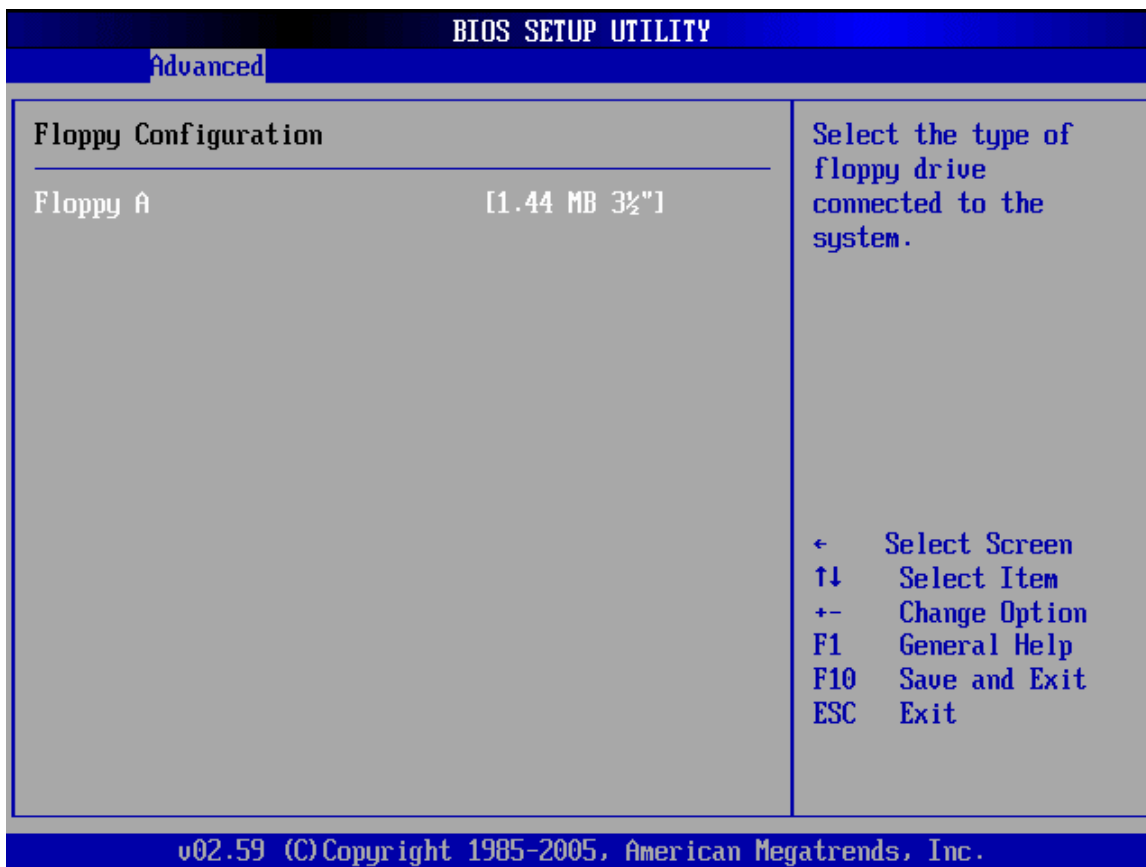 BIOS SETUP UTILITY
Advanced
Floppy Configuration
Floppy A [1.44 MB 3½"]
Select the type of
floppy drive
connected to the
system.
← Select Screen
↑↓ Select Item
+- Change Option
F1 General Help
F10 Save and Exit
ESC Exit
v02.59 (C)Copyright 1985-2005, American Megatrends, Inc.